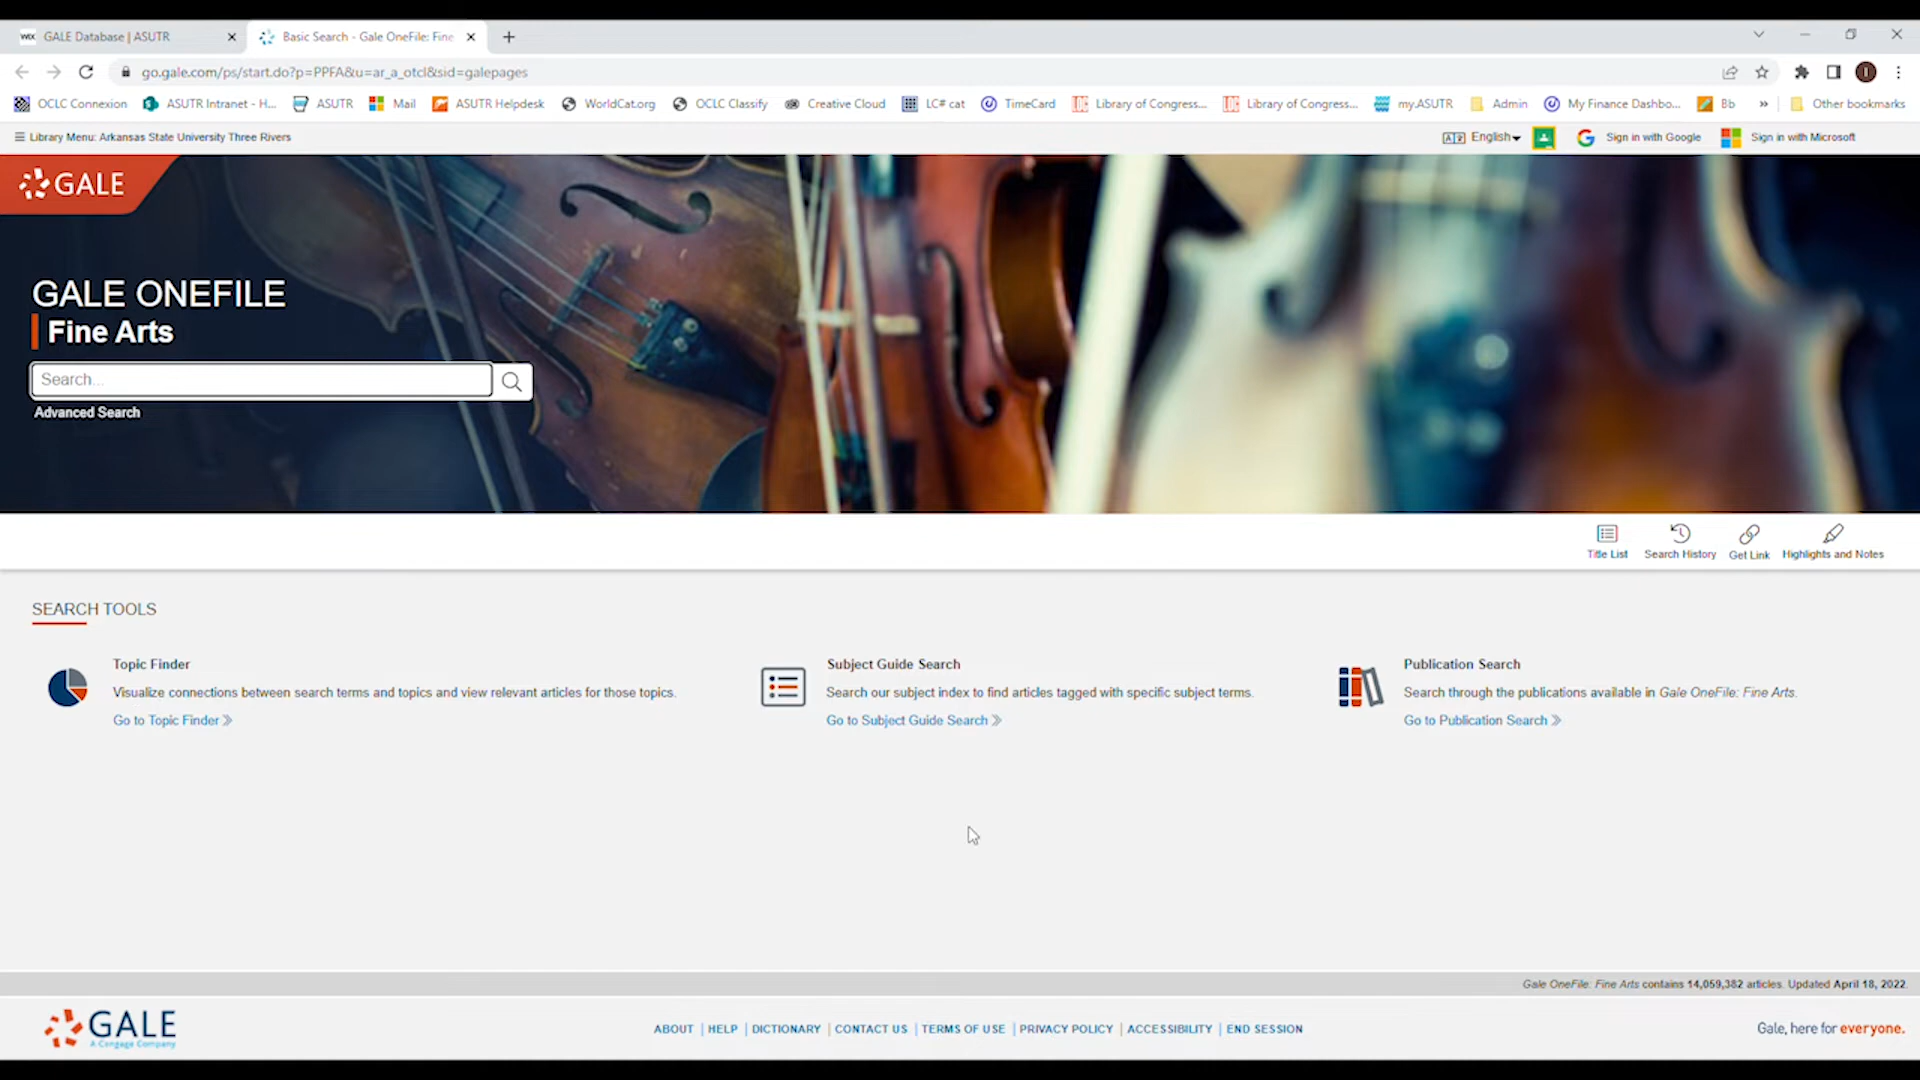 WIX GALE Database | ASUTR
Basic Search - Gale OneFile: Fine
go.gale.com/ps/start.do?p=PPFA&u=ar_a_otcl&sid=galepages
I
OCLC Connexion ASUTR Intranet - H... ASUTR Mail ASUTR Helpdesk WorldCat.org OCLC Classify Creative Cloud LC# cat TimeCard Library of Congress... Library of Congress... my.ASUTR Admin My Finance Dashbo... Bb » Other bookmarks
Library Menu: Arkansas State University Three Rivers
English
Sign in with Google
Sign in with Microsoft
GALE
GALE ONEFILE
Fine Arts
Search...
Advanced Search
Title List Search History Get Link Highlights and Notes
SEARCH TOOLS
Topic Finder
Visualize connections between search terms and topics and view relevant articles for those topics.
Go to Topic Finder
Subject Guide Search
Search our subject index to find articles tagged with specific subject terms.
Go to Subject Guide Search
Publication Search
Search through the publications available in Gale OneFile: Fine Arts.
Go to Publication Search
Gale OneFile: Fine Arts contains 14,059,382 articles. Updated April 18, 2022.
GALE
A Cengage Company
ABOUT | HELP | DICTIONARY | CONTACT US | TERMS OF USE | PRIVACY POLICY | ACCESSIBILITY | END SESSION
Gale, here for everyone.